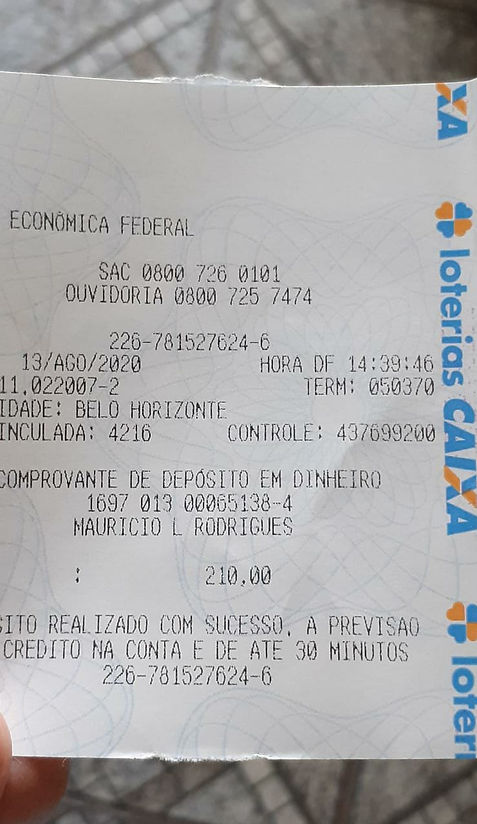 ECONÔMICA FEDERAL
SAC 0800 726 0101
OUVIDORIA 0800 725 7474
226-781527624-6
13/AGO/2020 HORA DF 14:39:46
11.022007-2 TERM: 050370
IDADE: BELO HORIZONTE
INCULADA: 4216 CONTROLE: 437699200
COMPROVANTE DE DEPÓSITO EM DINHEIRO
1697 013 00065138-4
MAURICIO L RODRIGUES
: 210,00
SITO REALIZADO COM SUCESSO, A PREVISAO
CREDITO NA CONTA E DE ATE 30 MINUTOS
226-781527624-6
XA
loterias CAIXA
loteri